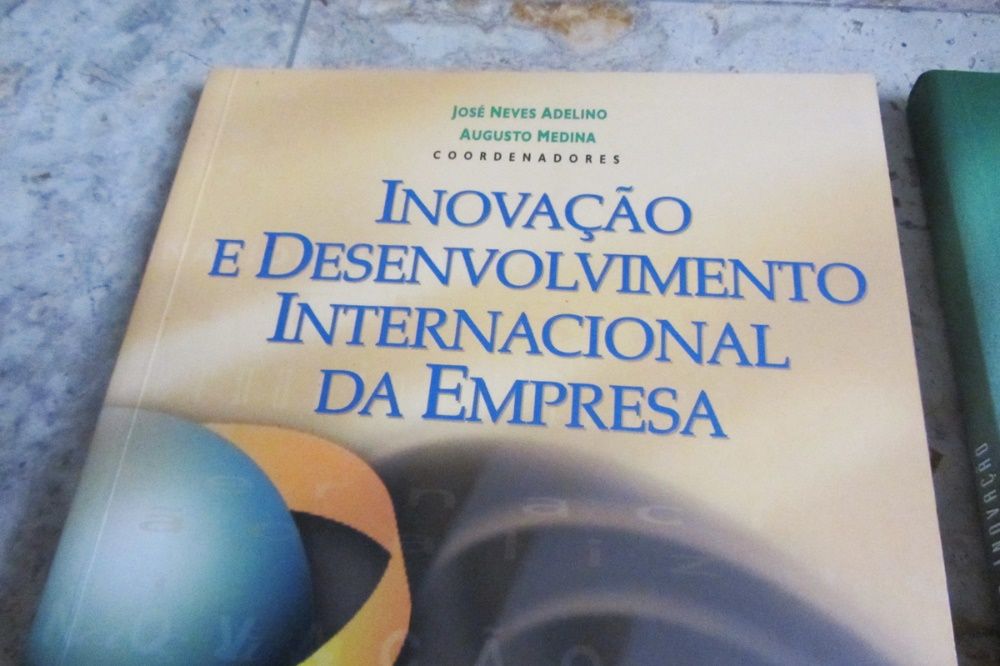 JOSÉ NEVES ADELINO
AUGUSTO MEDINA
COORDENADORES
INOVAÇÃO
E DESENVOLVIMENTO
INTERNACIONAL
DA EMPRESA
INOVAÇÃO